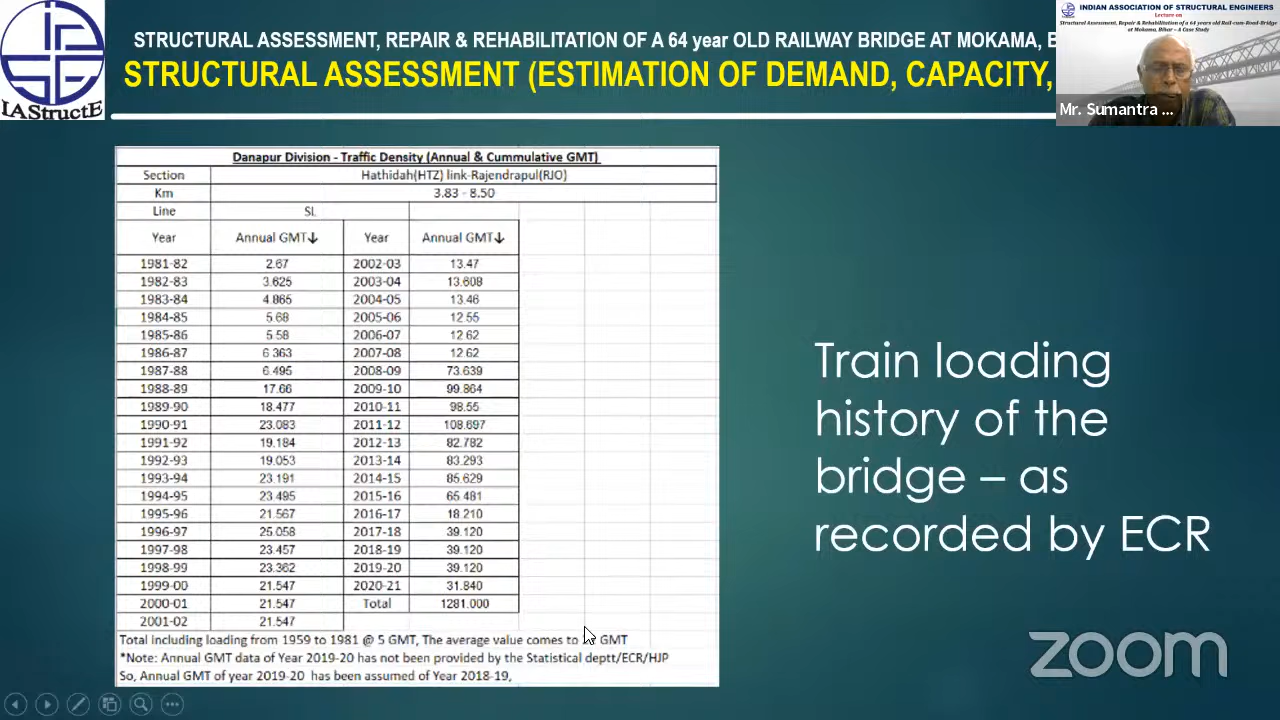 IAStructE
STRUCTURAL ASSESSMENT, REPAIR & REHABILITATION OF A 64 year OLD RAILWAY BRIDGE AT MOKAMA, B
STRUCTURAL ASSESSMENT (ESTIMATION OF DEMAND, CAPACITY,
INDIAN ASSOCIATION OF STRUCTURAL ENGINEERS
Lecture on
Structural Assessment, Repair & Rehabilitation of a 64 years old Rail-cum-Road-Bridge
at Mokama, Bihar – A Case Study
Mr. Sumantra ...
Danapur Division - Traffic Density (Annual & Cummulative GMT)
Section Hathidah(HTZ) link-Rajendrapul(RJO)
Km 3.83 - 8.50
Line SL
Year Annual GMT↓ Year Annual GMT↓
1981-82 2.67 2002-03 13.47
1982-83 3.625 2003-04 13.608
1983-84 4.865 2004-05 13.46
1984-85 5.68 2005-06 12.55
1985-86 5.58 2006-07 12.62
1986-87 6.363 2007-08 12.62
1987-88 6.495 2008-09 73.639
1988-89 17.66 2009-10 99.864
1989-90 18.477 2010-11 98.55
1990-91 23.083 2011-12 108.697
1991-92 19.184 2012-13 82.782
1992-93 19.053 2013-14 83.293
1993-94 23.191 2014-15 85.629
1994-95 23.495 2015-16 65.481
1995-96 21.567 2016-17 18.210
1996-97 25.058 2017-18 39.120
1997-98 23.457 2018-19 39.120
1998-99 23.362 2019-20 39.120
1999-00 21.547 2020-21 31.840
2000-01 21.547 Total 1281.000
2001-02 21.547
Total including loading from 1959 to 1981 @ 5 GMT, The average value comes to GMT
*Note: Annual GMT data of Year 2019-20 has not been provided by the Statistical deptt/ECR/HJP
So, Annual GMT of year 2019-20 has been assumed of Year 2018-19,
Train loading
history of the
bridge – as
recorded by ECR
zoom